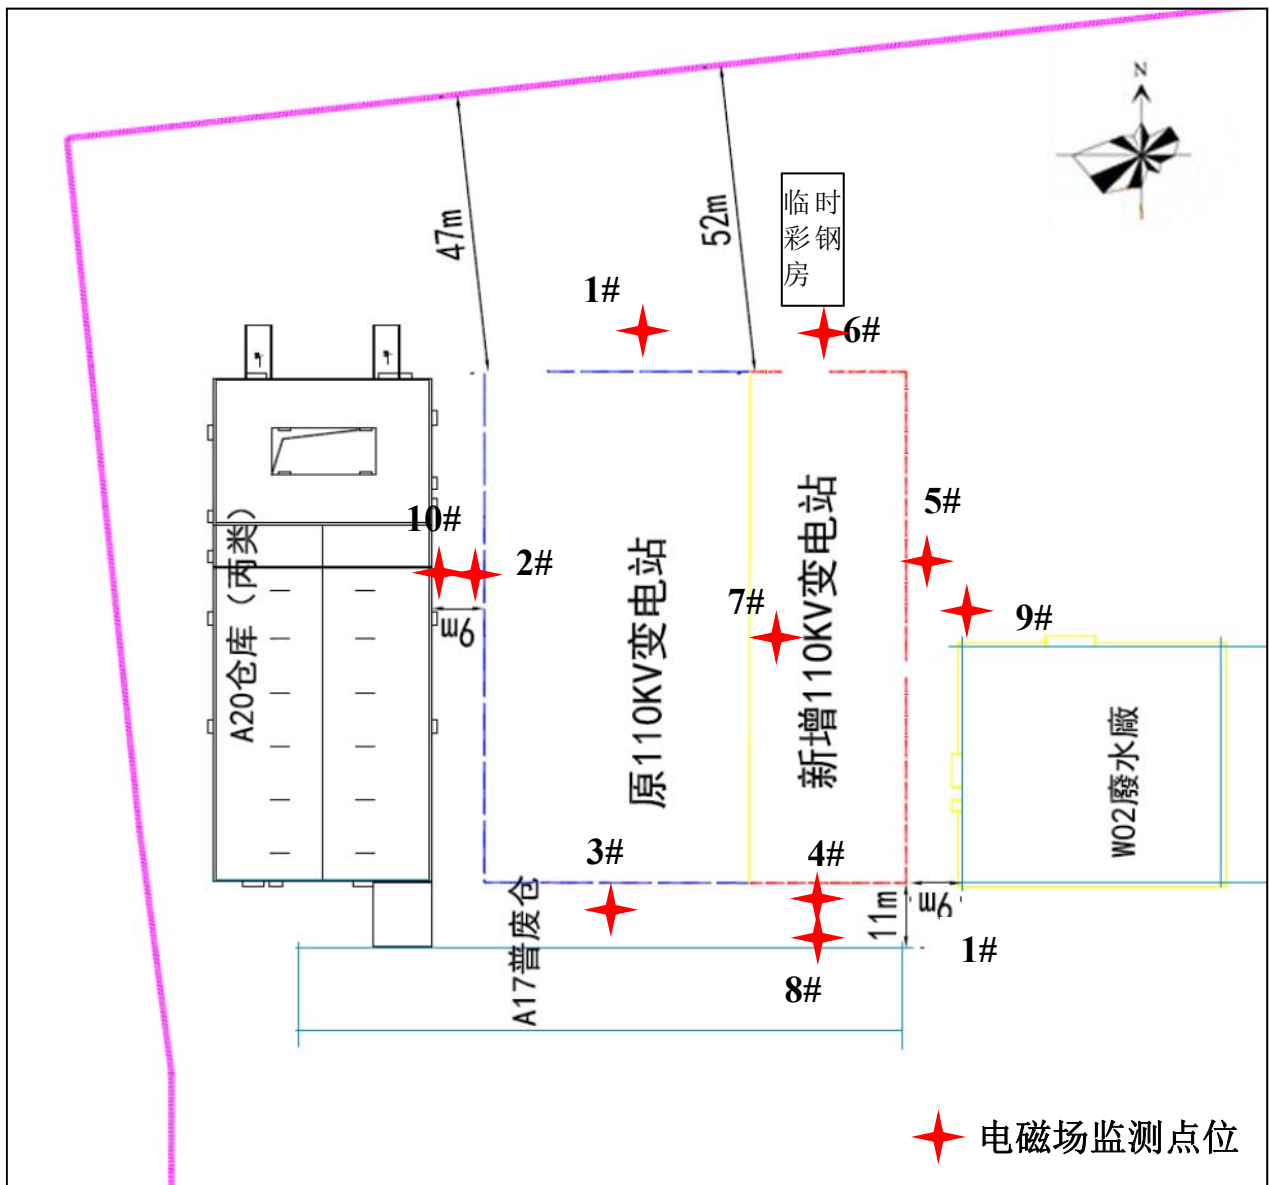 N
47m
52m
临时
彩钢
房
1#
6#
5#
10#
2#
7#
9#
9m
A20仓库（丙类）
原110KV变电站
新增110KV变电站
W02廢水廠
3#
4#
11m
9m
1#
8#
A17普废仓
电磁场监测点位